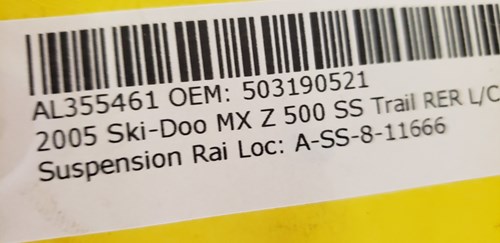 AL355461 OEM: 503190521
2005 Ski-Doo MX Z 500 SS Trail RER L/C
Suspension Rai Loc: A-SS-8-11666